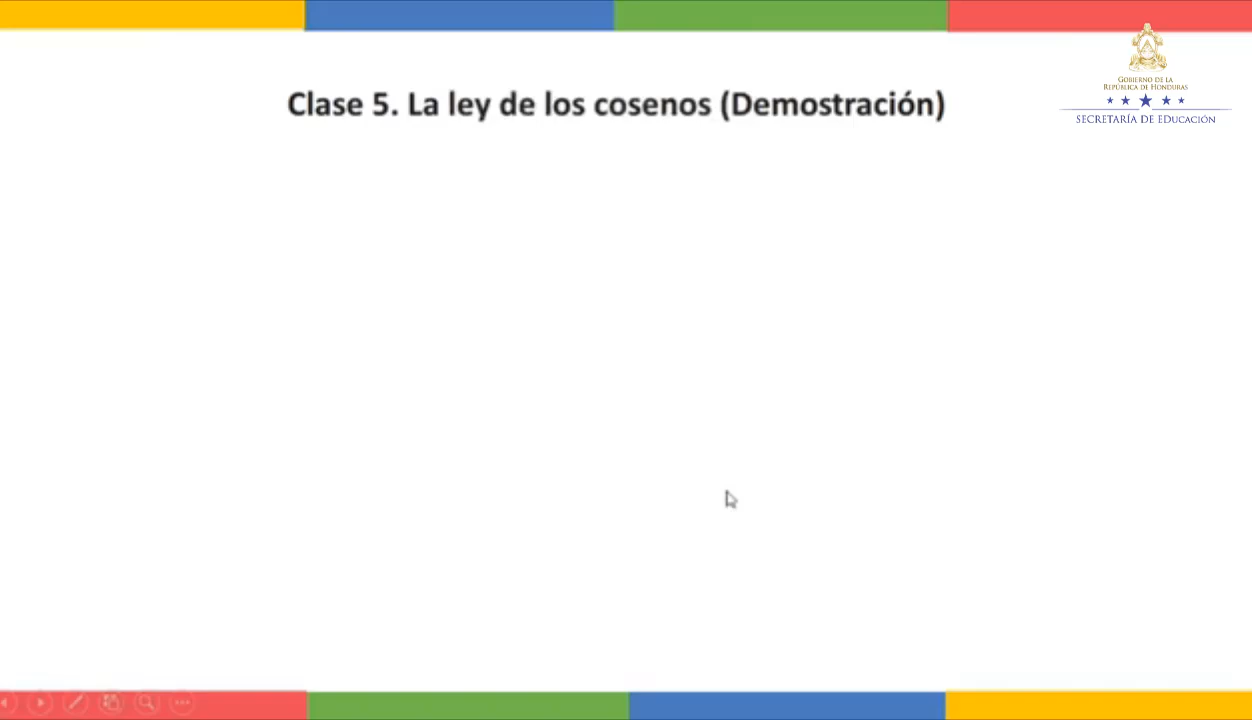 Clase 5. La ley de los cosenos (Demostración)
GOBIERNO DE LA
REPÚBLICA DE HONDURAS
SECRETARÍA DE EDUCACIÓN